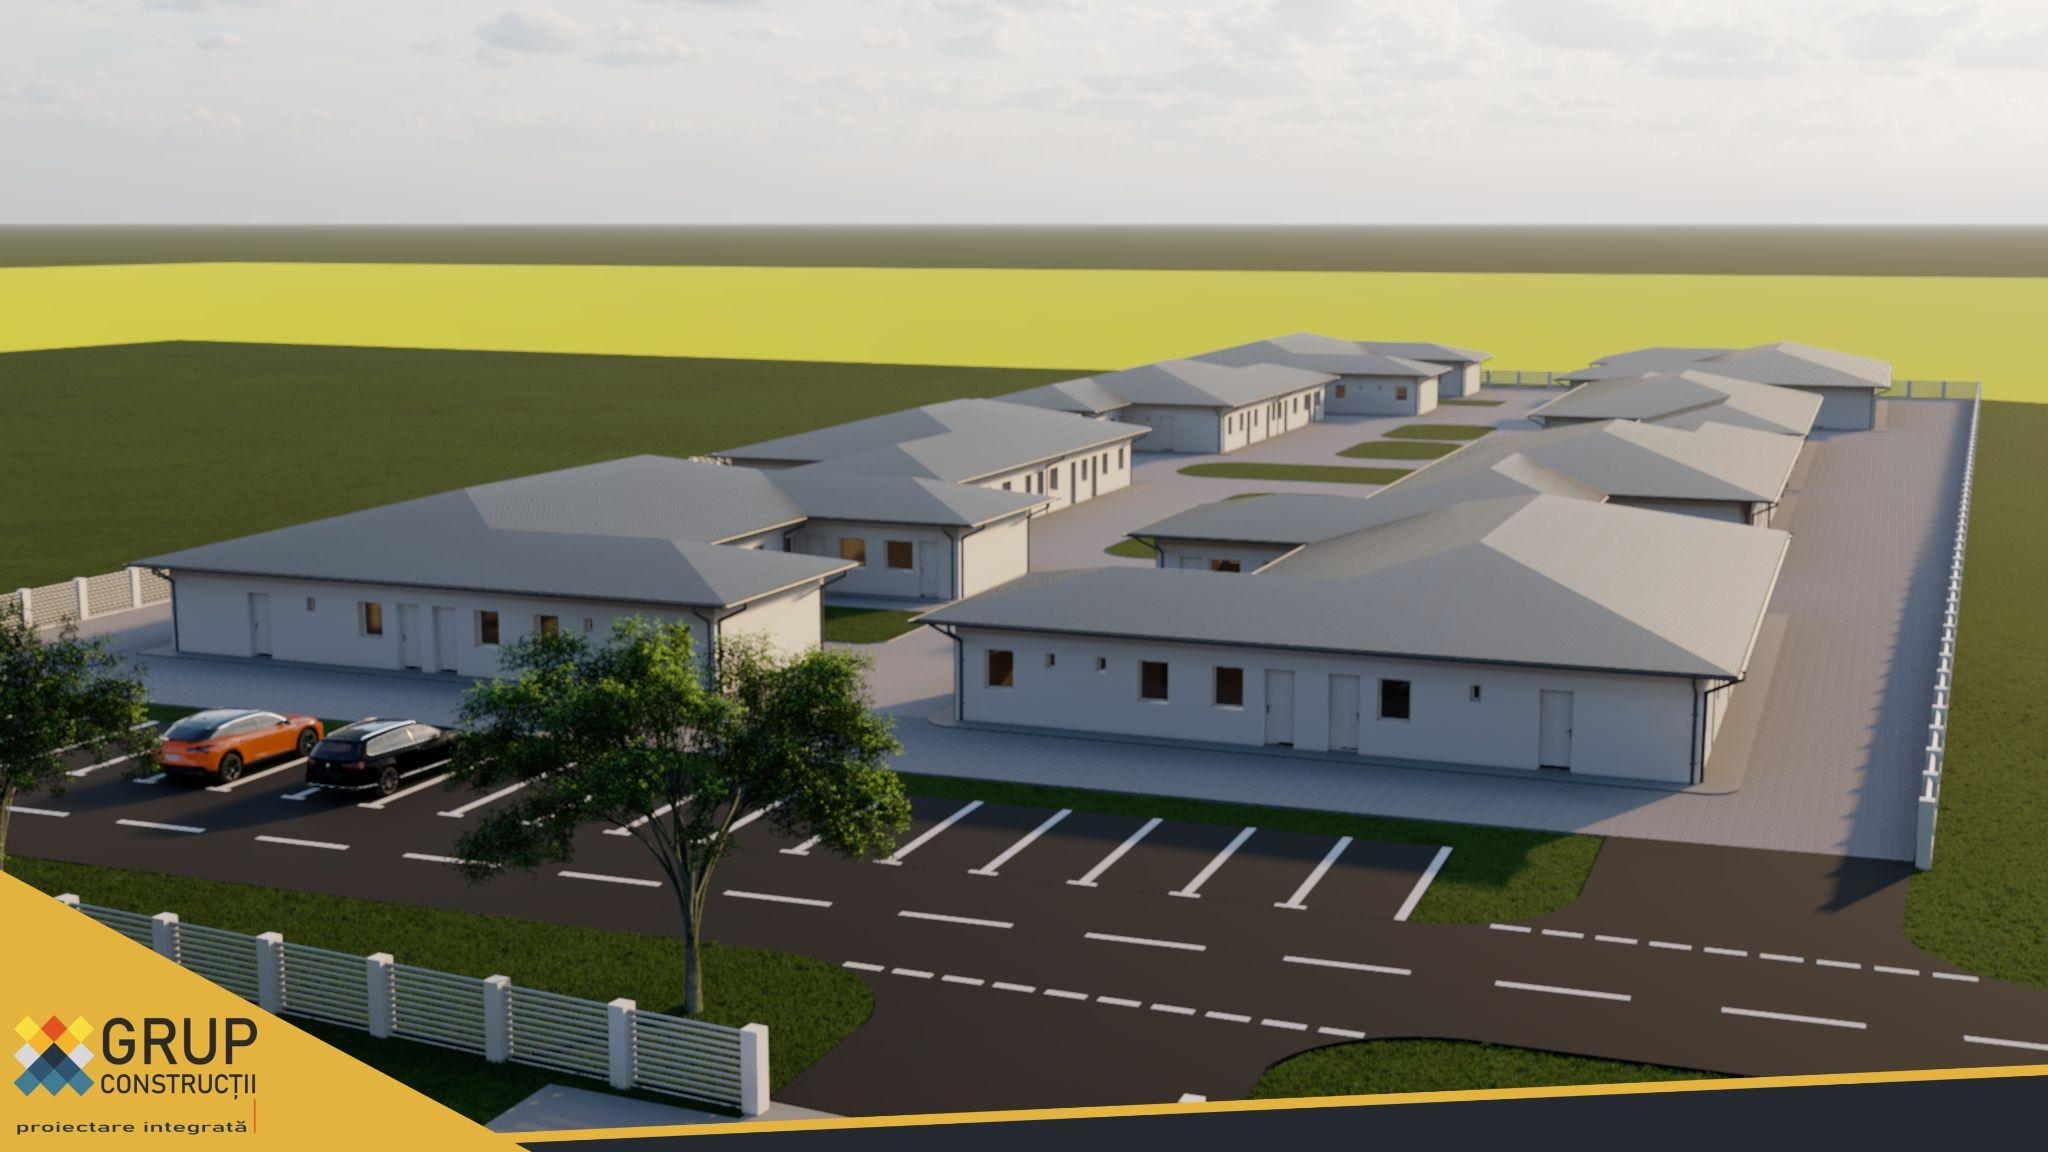 GRUP
CONSTRUCȚII
proiectare integrată